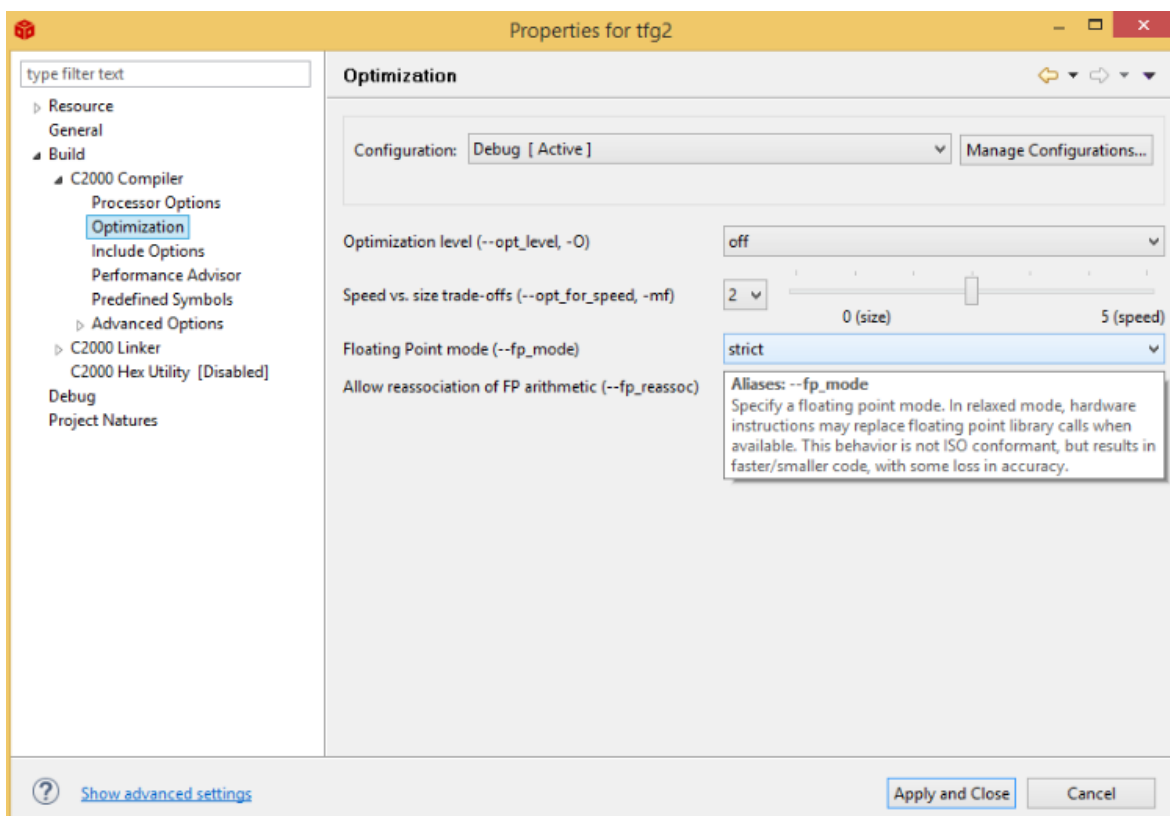 Properties for tfg2
type filter text
Resource
General
Build
C2000 Compiler
Processor Options
Optimization
Include Options
Performance Advisor
Predefined Symbols
Advanced Options
C2000 Linker
C2000 Hex Utility [Disabled]
Debug
Project Natures
Optimization
Configuration: Debug [ Active ] Manage Configurations...
Optimization level (--opt_level, -O) off
Speed vs. size trade-offs (--opt_for_speed, -mf) 2
0 (size) 5 (speed)
Floating Point mode (--fp_mode) strict
Allow reassociation of FP arithmetic (--fp_reassoc)
Aliases: --fp_mode
Specify a floating point mode. In relaxed mode, hardware
instructions may replace floating point library calls when
available. This behavior is not ISO conformant, but results in
faster/smaller code, with some loss in accuracy.
Show advanced settings
Apply and Close Cancel